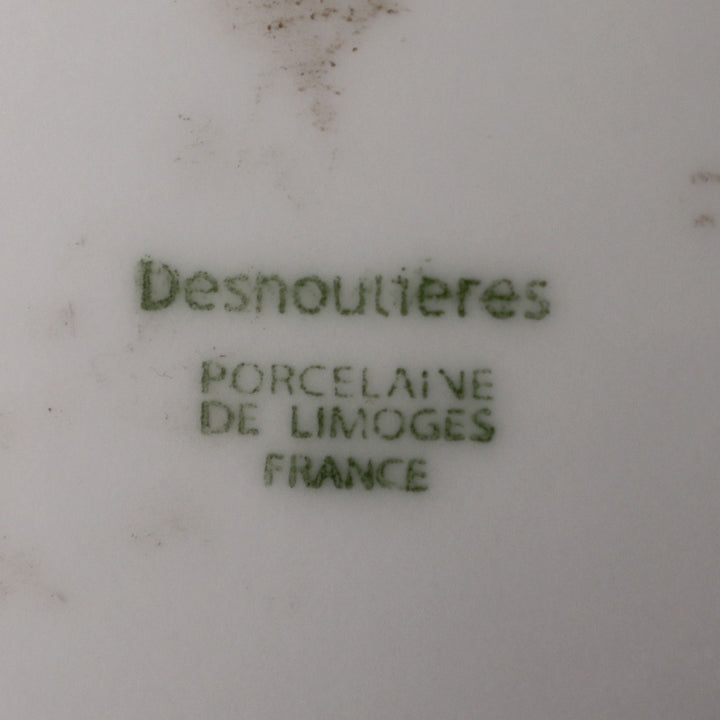 Desnoulieres
PORCELAINE
DE LIMOGES
FRANCE